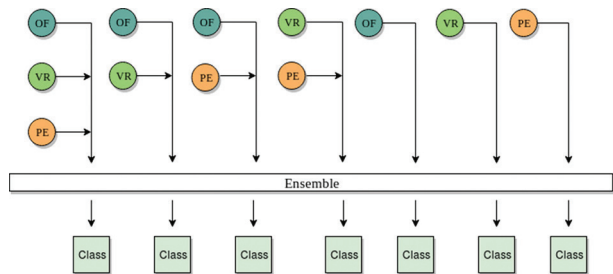 OF OF OF VR OF VR PE
VR VR PE PE
PE
Ensemble
Class Class Class Class Class Class Class